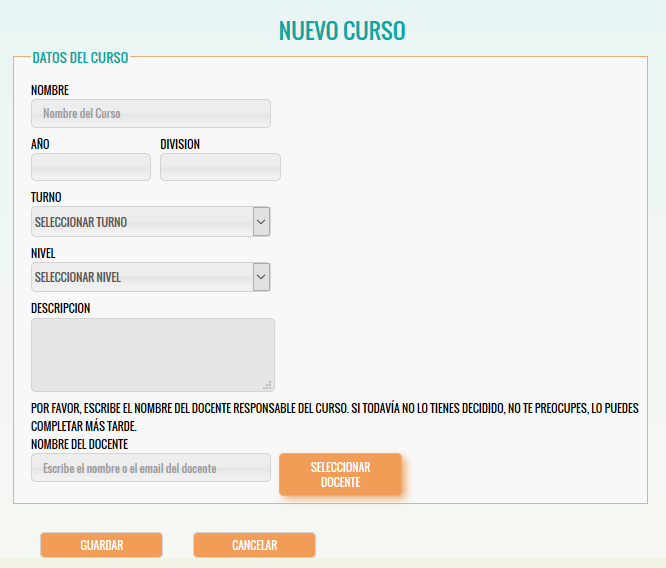 NUEVO CURSO
DATOS DEL CURSO
NOMBRE
Nombre del Curso
AÑO DIVISION
TURNO
SELECCIONAR TURNO
NIVEL
SELECCIONAR NIVEL
DESCRIPCION
POR FAVOR, ESCRIBE EL NOMBRE DEL DOCENTE RESPONSABLE DEL CURSO. SI TODAVÍA NO LO TIENES DECIDIDO, NO TE PREOCUPES, LO PUEDES
COMPLETAR MÁS TARDE.
NOMBRE DEL DOCENTE
Escribe el nombre o el email del docente
SELECCIONAR
DOCENTE
GUARDAR CANCELAR